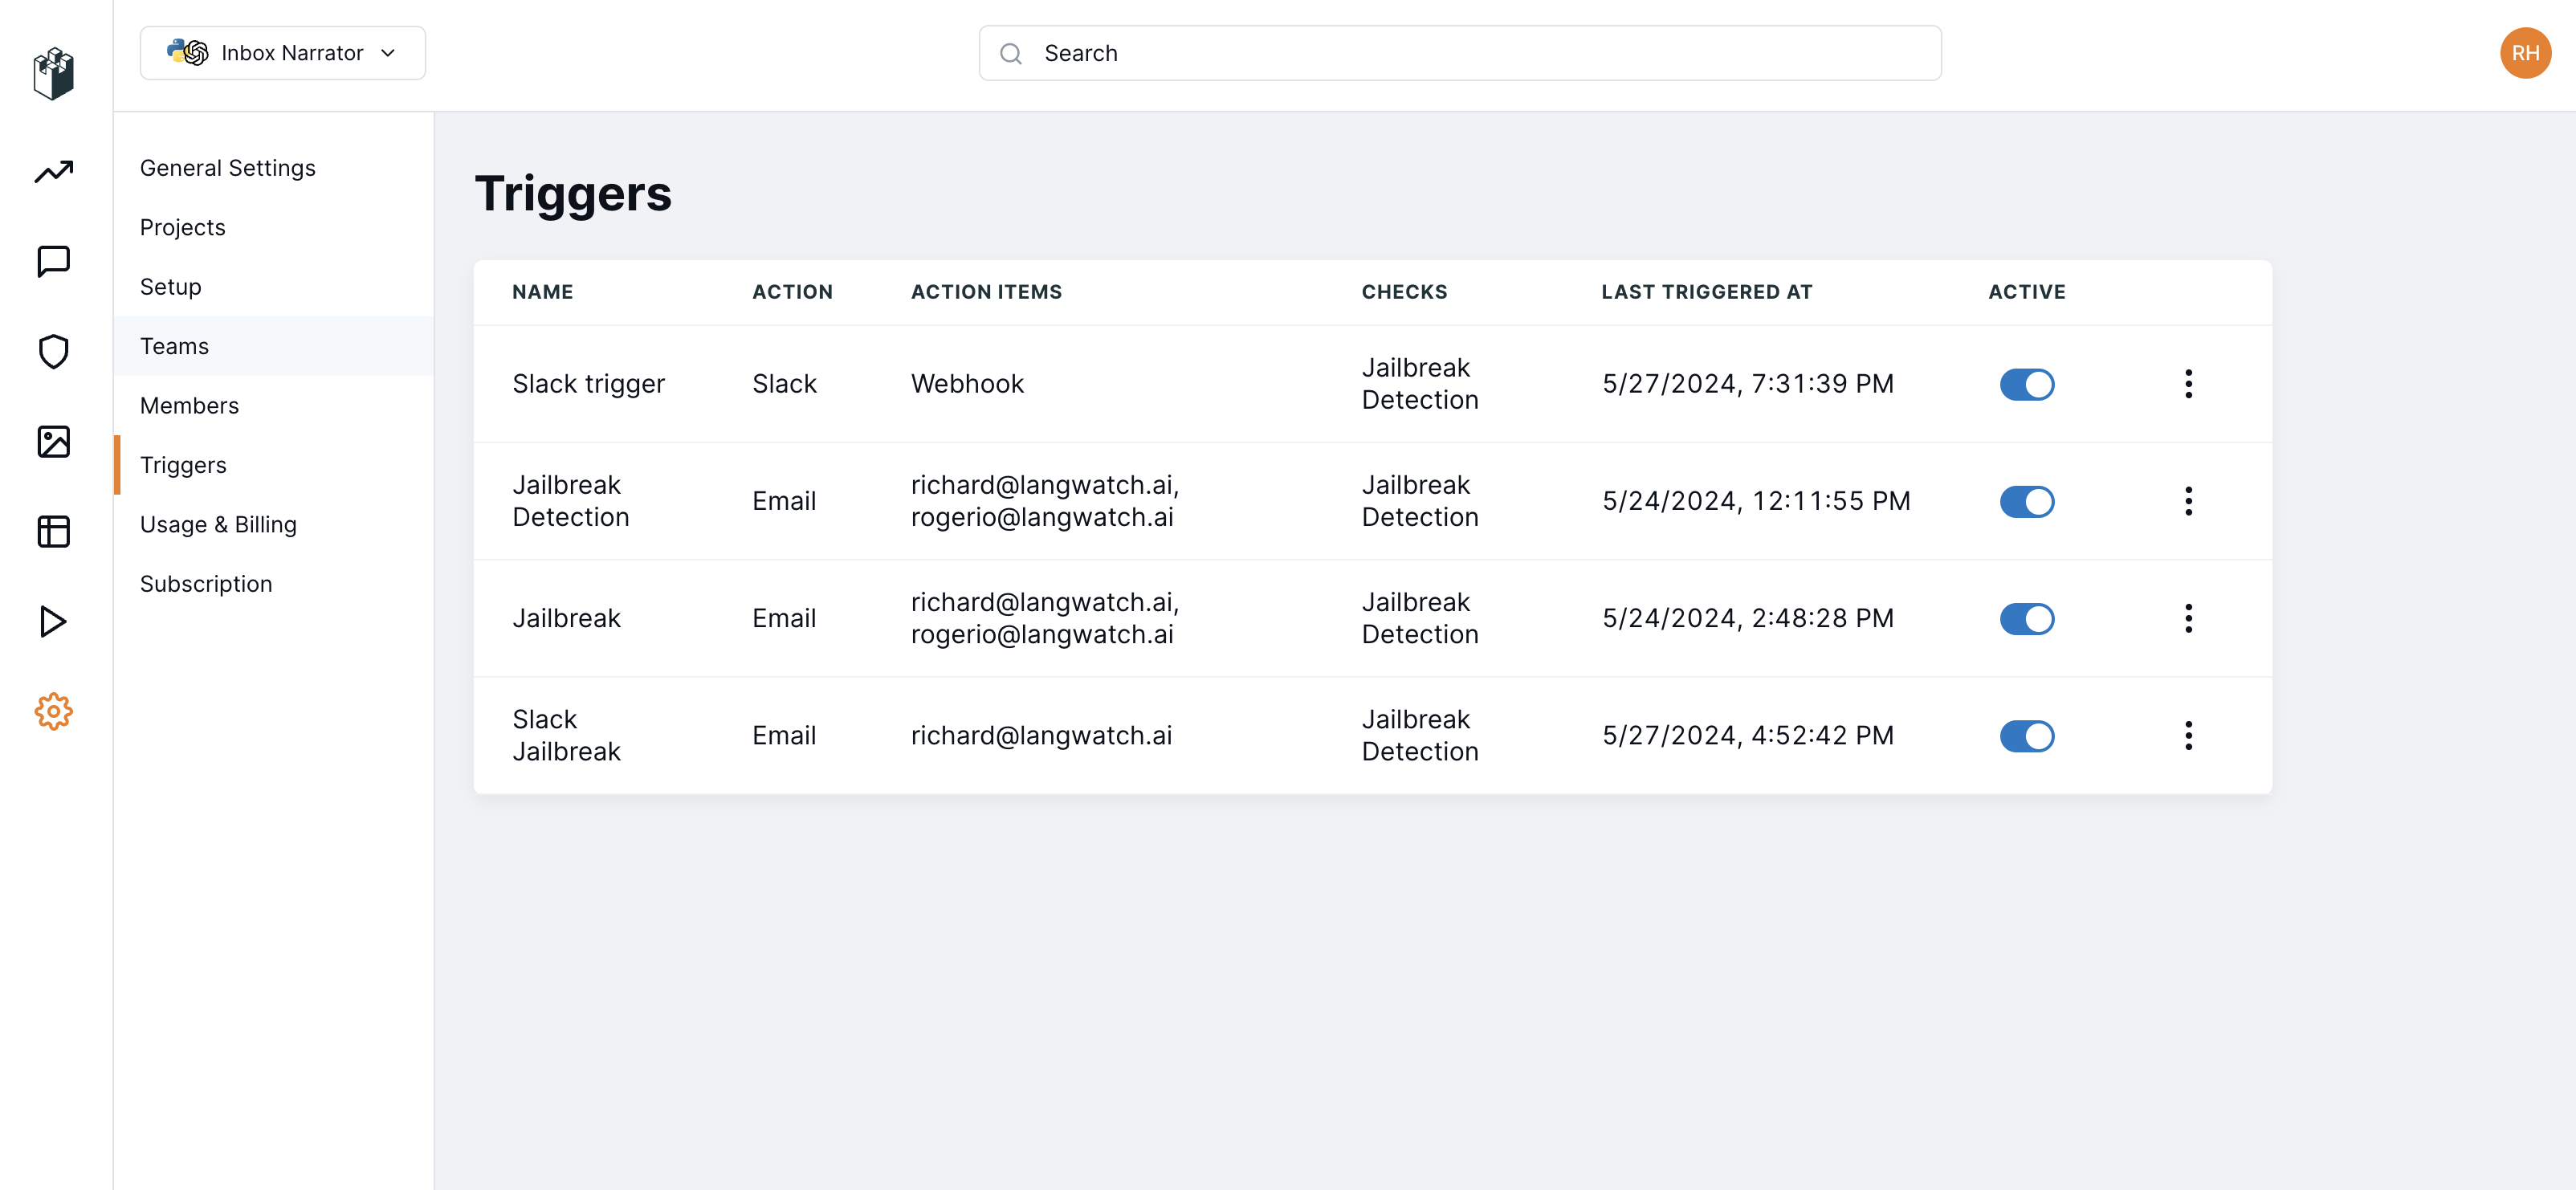 Inbox Narrator
Search
RH
General Settings
Projects
Setup
Teams
Members
Triggers
Usage & Billing
Subscription
Triggers
NAME ACTION ACTION ITEMS CHECKS LAST TRIGGERED AT ACTIVE
Slack trigger Slack Webhook Jailbreak
Detection 5/27/2024, 7:31:39 PM
Jailbreak
Detection Email richard@langwatch.ai,
rogerio@langwatch.ai Jailbreak
Detection 5/24/2024, 12:11:55 PM
Jailbreak Email richard@langwatch.ai,
rogerio@langwatch.ai Jailbreak
Detection 5/24/2024, 2:48:28 PM
Slack
Jailbreak Email richard@langwatch.ai Jailbreak
Detection 5/27/2024, 4:52:42 PM